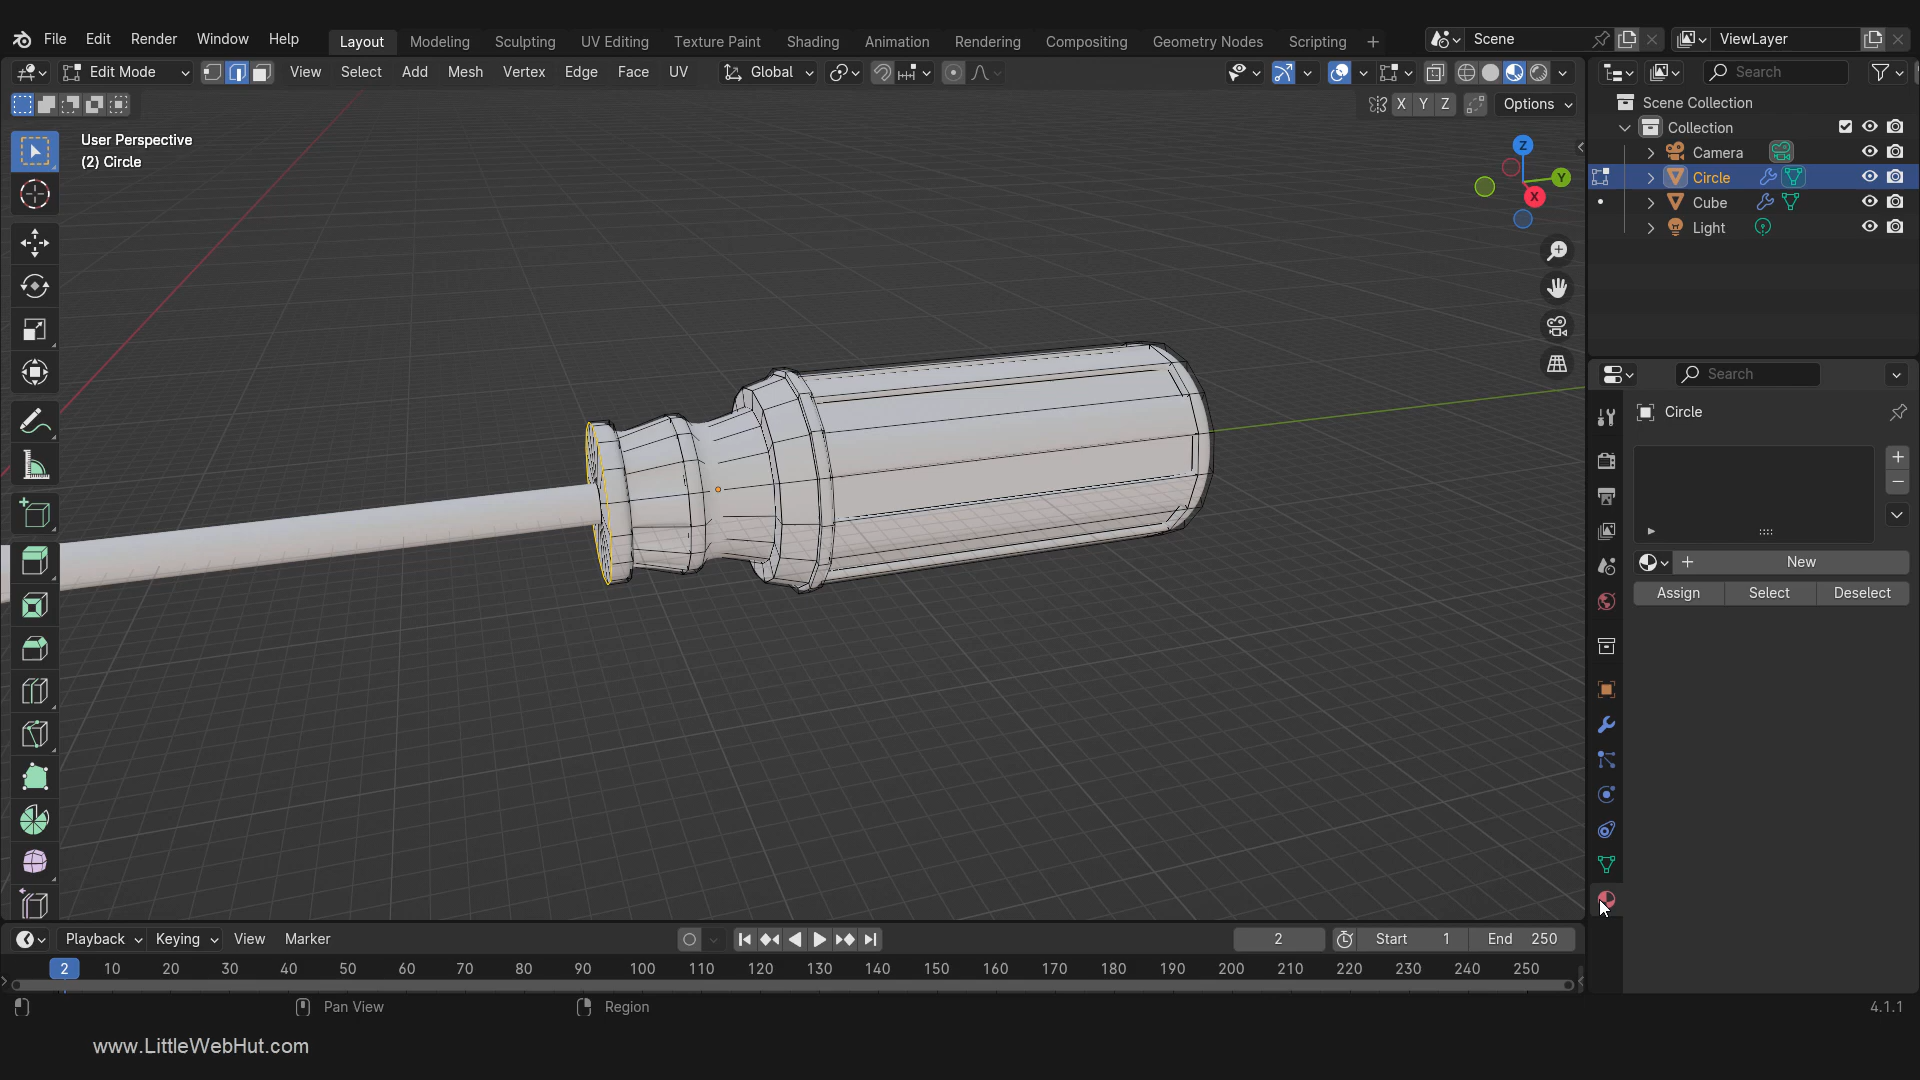 File Edit Render Window Help Layout Modeling Sculpting UV Editing Texture Paint Shading Animation Rendering Compositing Geometry Nodes Scripting + Scene ViewLayer
Edit Mode View Select Add Mesh Vertex Edge Face UV Global Search
X Y Z Options
Scene Collection
Collection
Camera
Circle
Cube
Light
User Perspective
(2) Circle
Z
Y
X
Search
Circle
+ New
Assign Select Deselect
Playback Keying View Marker 2 Start 1 End 250
2 10 20 30 40 50 60 70 80 90 100 110 120 130 140 150 160 170 180 190 200 210 220 230 240 250
Pan View Region 4.1.1
www.LittleWebHut.com